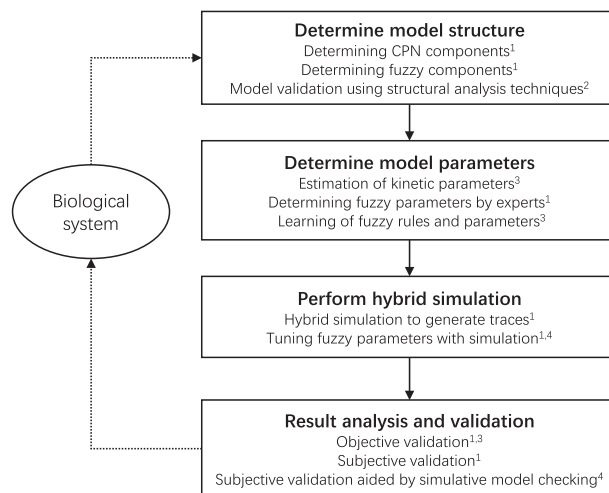 Determine model structure
Determining CPN components¹
Determining fuzzy components¹
Model validation using structural analysis techniques²
Determine model parameters
Estimation of kinetic parameters³
Determining fuzzy parameters by experts¹
Learning of fuzzy rules and parameters³
Biological
system
Perform hybrid simulation
Hybrid simulation to generate traces¹
Tuning fuzzy parameters with simulation¹,⁴
Result analysis and validation
Objective validation¹,³
Subjective validation¹
Subjective validation aided by simulative model checking⁴